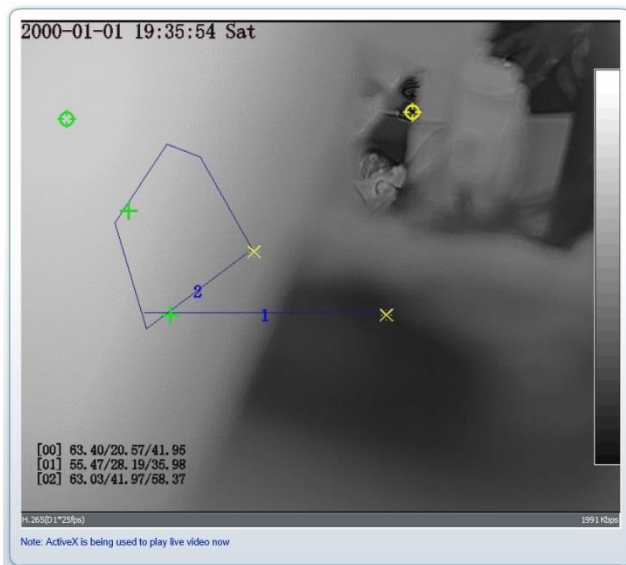 2000-01-01 19:35:54 Sat
2
1
[00] 63.40/20.57/41.95
[01] 55.47/28.19/35.98
[02] 63.03/41.97/58.37
H.265(D1*25fps) 1991 Kbps
Note: ActiveX is being used to play live video now